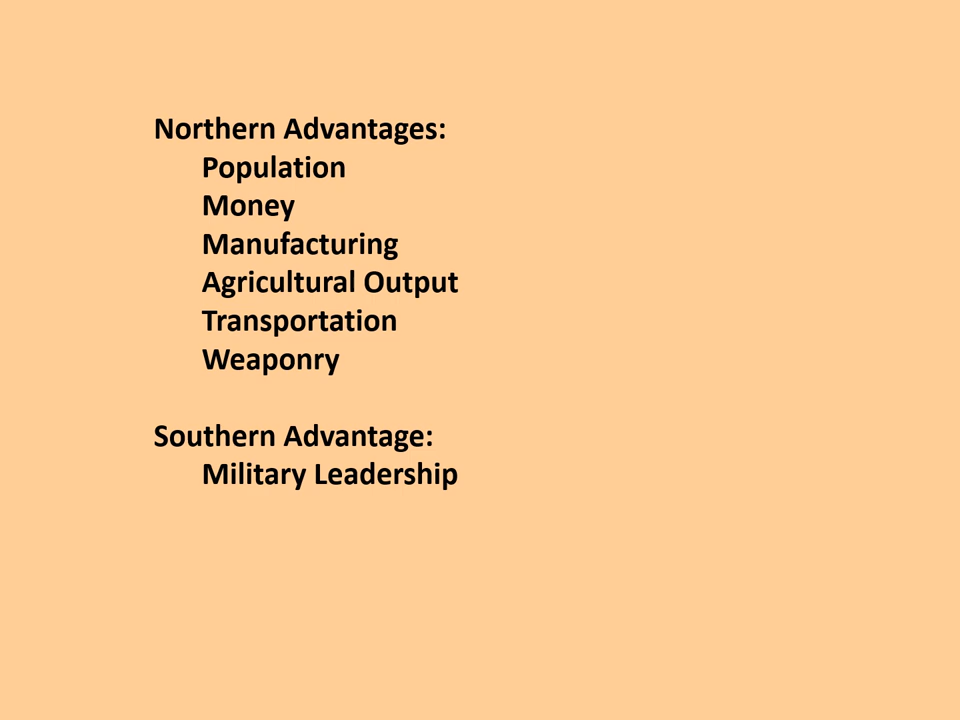 Northern Advantages:
Population
Money
Manufacturing
Agricultural Output
Transportation
Weaponry
Southern Advantage:
Military Leadership